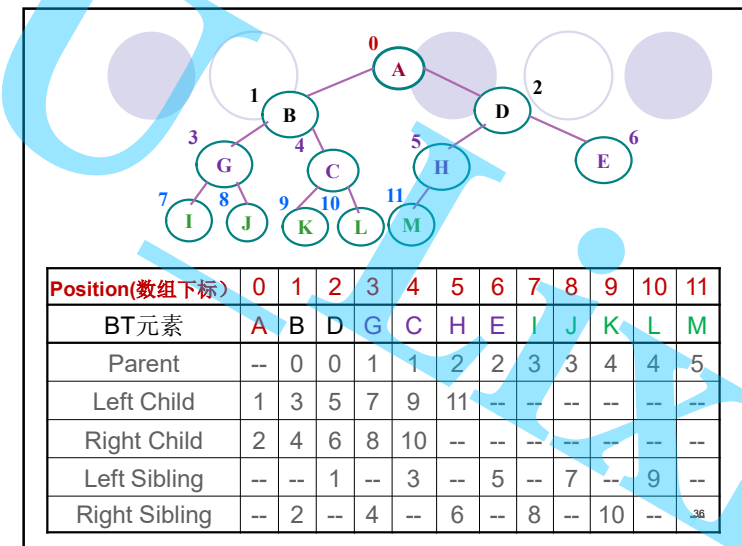 0
A
1
B
2
D
3
G
4
C
5
H
6
E
7
I
8
J
9
K
10
L
11
M
Position(数组下标) 0 1 2 3 4 5 6 7 8 9 10 11
BT元素 A B D G C H E I J K L M
Parent -- 0 0 1 1 2 2 3 3 4 4 5
Left Child 1 3 5 7 9 11 -- -- -- -- -- --
Right Child 2 4 6 8 10 -- -- -- -- -- -- --
Left Sibling -- -- 1 -- 3 -- 5 -- 7 -- 9 --
Right Sibling -- 2 -- 4 -- 6 -- 8 -- 10 -- --
36